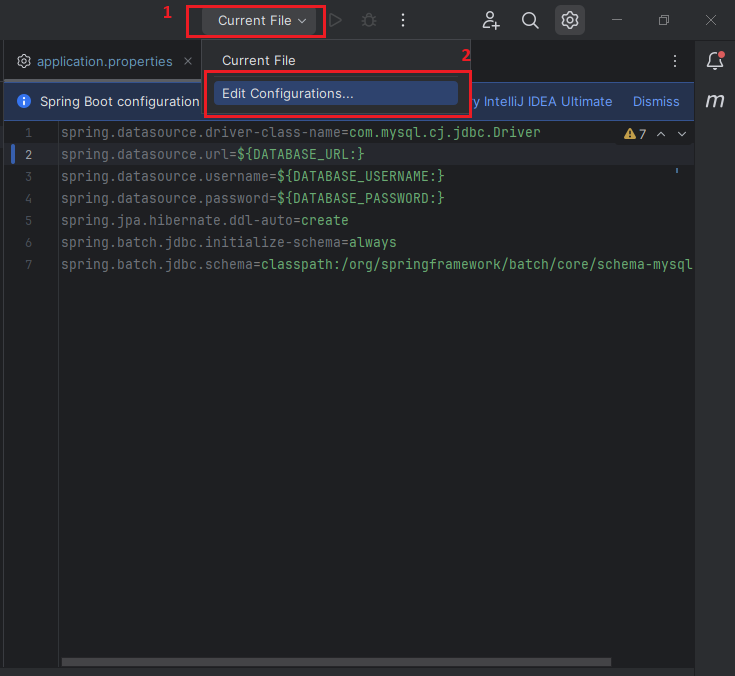 1
Current File
Current File
2
application.properties
Edit Configurations...
Spring Boot configuration
y IntelliJ IDEA Ultimate
Dismiss
m
1 spring.datasource.driver-class-name=com.mysql.cj.jdbc.Driver
7
2 spring.datasource.url=${DATABASE_URL:}
3 spring.datasource.username=${DATABASE_USERNAME:}
4 spring.datasource.password=${DATABASE_PASSWORD:}
5 spring.jpa.hibernate.ddl-auto=create
6 spring.batch.jdbc.initialize-schema=always
7 spring.batch.jdbc.schema=classpath:/org/springframework/batch/core/schema-mysql